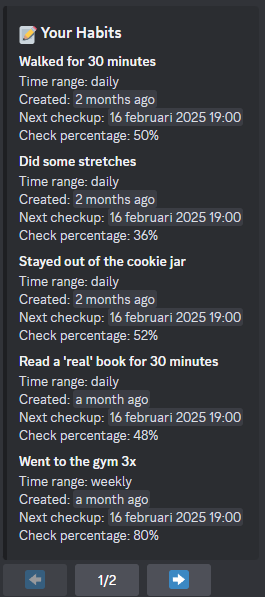 Your Habits
Walked for 30 minutes
Time range: daily
Created: 2 months ago
Next checkup: 16 februari 2025 19:00
Check percentage: 50%
Did some stretches
Time range: daily
Created: 2 months ago
Next checkup: 16 februari 2025 19:00
Check percentage: 36%
Stayed out of the cookie jar
Time range: daily
Created: 2 months ago
Next checkup: 16 februari 2025 19:00
Check percentage: 52%
Read a 'real' book for 30 minutes
Time range: daily
Created: a month ago
Next checkup: 16 februari 2025 19:00
Check percentage: 48%
Went to the gym 3x
Time range: weekly
Created: a month ago
Next checkup: 16 februari 2025 19:00
Check percentage: 80%
1/2